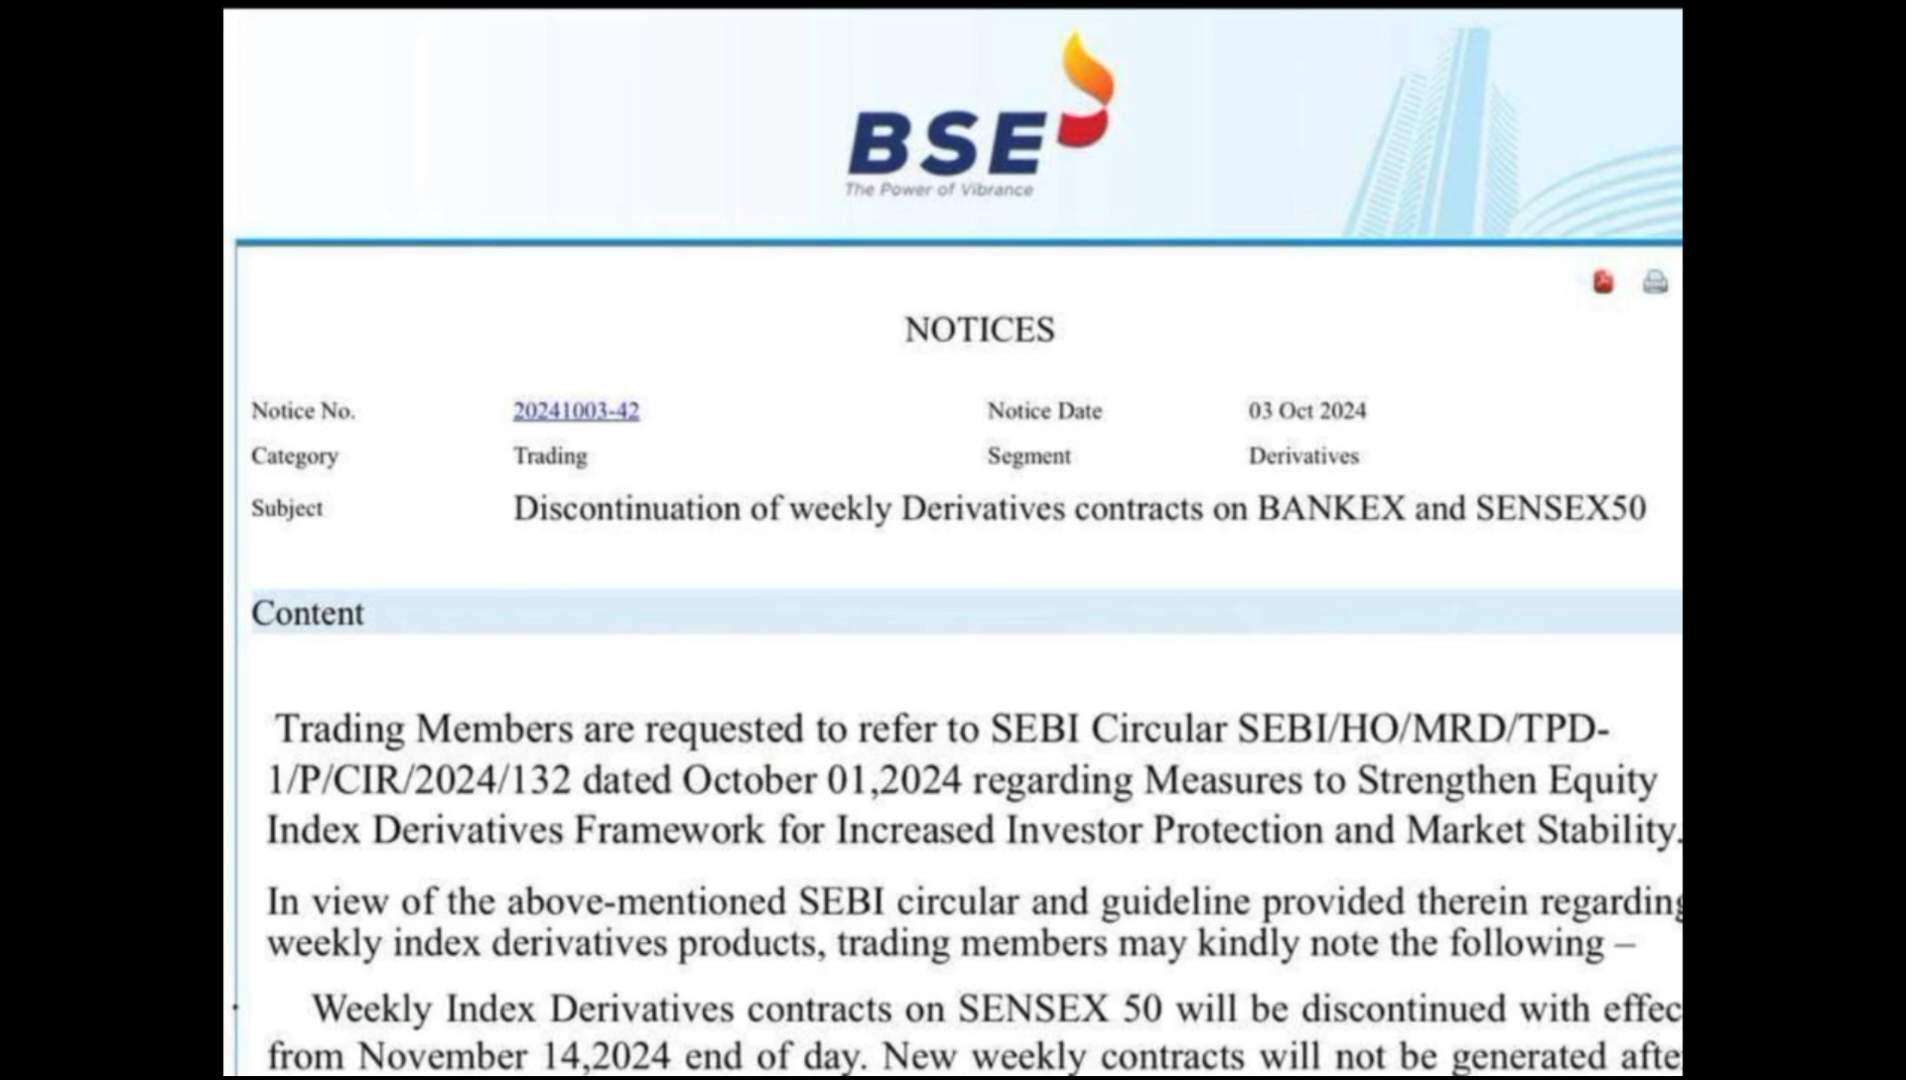 BSE
The Power of Vibrance
NOTICES
Notice No. 20241003-42 Notice Date 03 Oct 2024
Category Trading Segment Derivatives
Subject Discontinuation of weekly Derivatives contracts on BANKEX and SENSEX50
Content
Trading Members are requested to refer to SEBI Circular SEBI/HO/MRD/TPD-
1/P/CIR/2024/132 dated October 01,2024 regarding Measures to Strengthen Equity
Index Derivatives Framework for Increased Investor Protection and Market Stability.
In view of the above-mentioned SEBI circular and guideline provided therein regarding
weekly index derivatives products, trading members may kindly note the following –
Weekly Index Derivatives contracts on SENSEX 50 will be discontinued with effec
from November 14,2024 end of day. New weekly contracts will not be generated afte